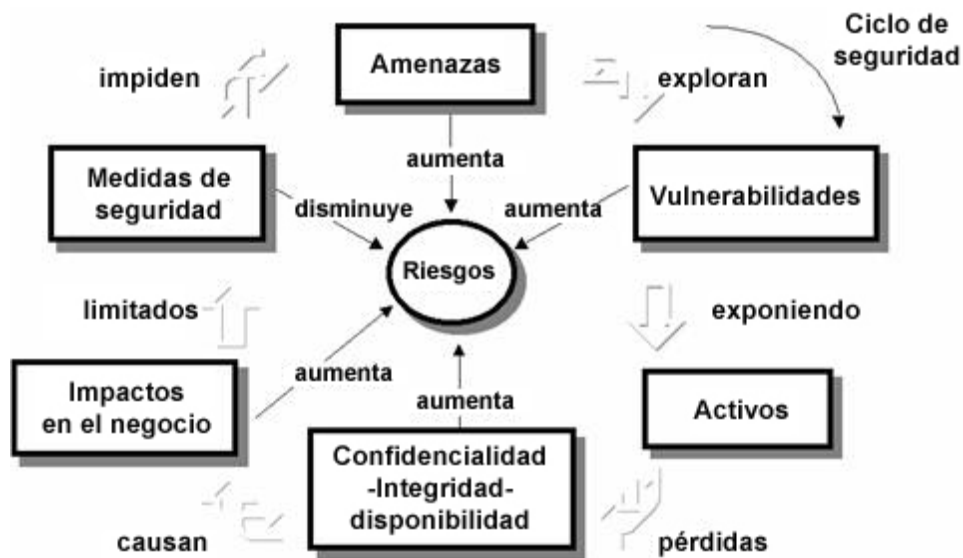 Ciclo de
seguridad
Amenazas
impiden
exploran
aumenta
Medidas de
seguridad
disminuye
aumenta
Vulnerabilidades
Riesgos
limitados
exponiendo
Impactos
en el negocio
aumenta
aumenta
Activos
Confidencialidad
-Integridad-
disponibilidad
causan
pérdidas